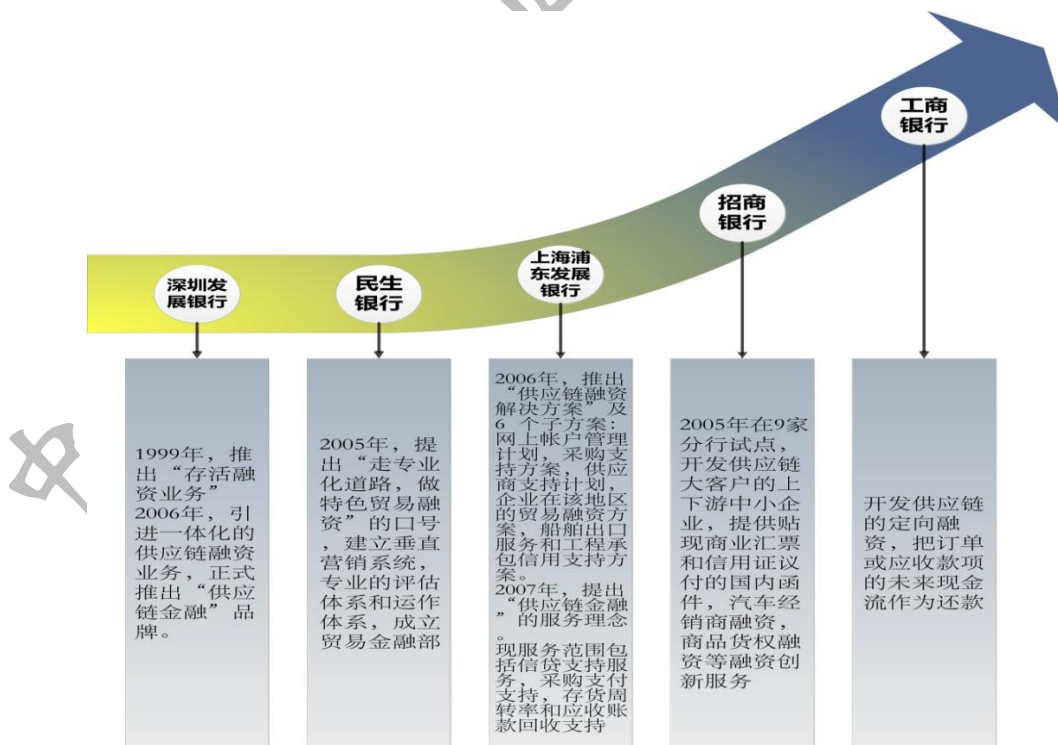 工商
银行
招商
银行
上海浦
东发展
银行
深圳发
展银行
民生
银行
1999年，推
出“存活融
资业务”
2006年，引
进一体化的
供应链融资
业务，正式
推出“供应
链金融”品
牌。
2005年，提
出“走专业
化道路，做
特色贸易融
资”的口号
，建立垂直
营销系统，
专业的评估
体系和运作
体系，成立
贸易金融部
2006年，推出
“供应链融资
解决方案”及
6 个子方案：
网上帐户管理
计划，采购支
持方案，供应
商支持计划，
企业在该地区
的贸易融资方
案，船舶出口
服务和工程承
包信用支持方
案。
2007年，提出
“供应链金融
”的服务理念
。
现服务范围包
括信贷支持服
务，采购支付
支持，存货周
转率和应收账
款回收支持
2005年在9家
分行试点，
开发供应链
大客户的上
下游中小企
业，提供贴
现商业汇票
和信用证议
付的国内函
件，汽车经
销商融资，
商品货权融
资等融资创
新服务
开发供应链
的定向融
资，把订单
或应收款项
的未来现金
流作为还款